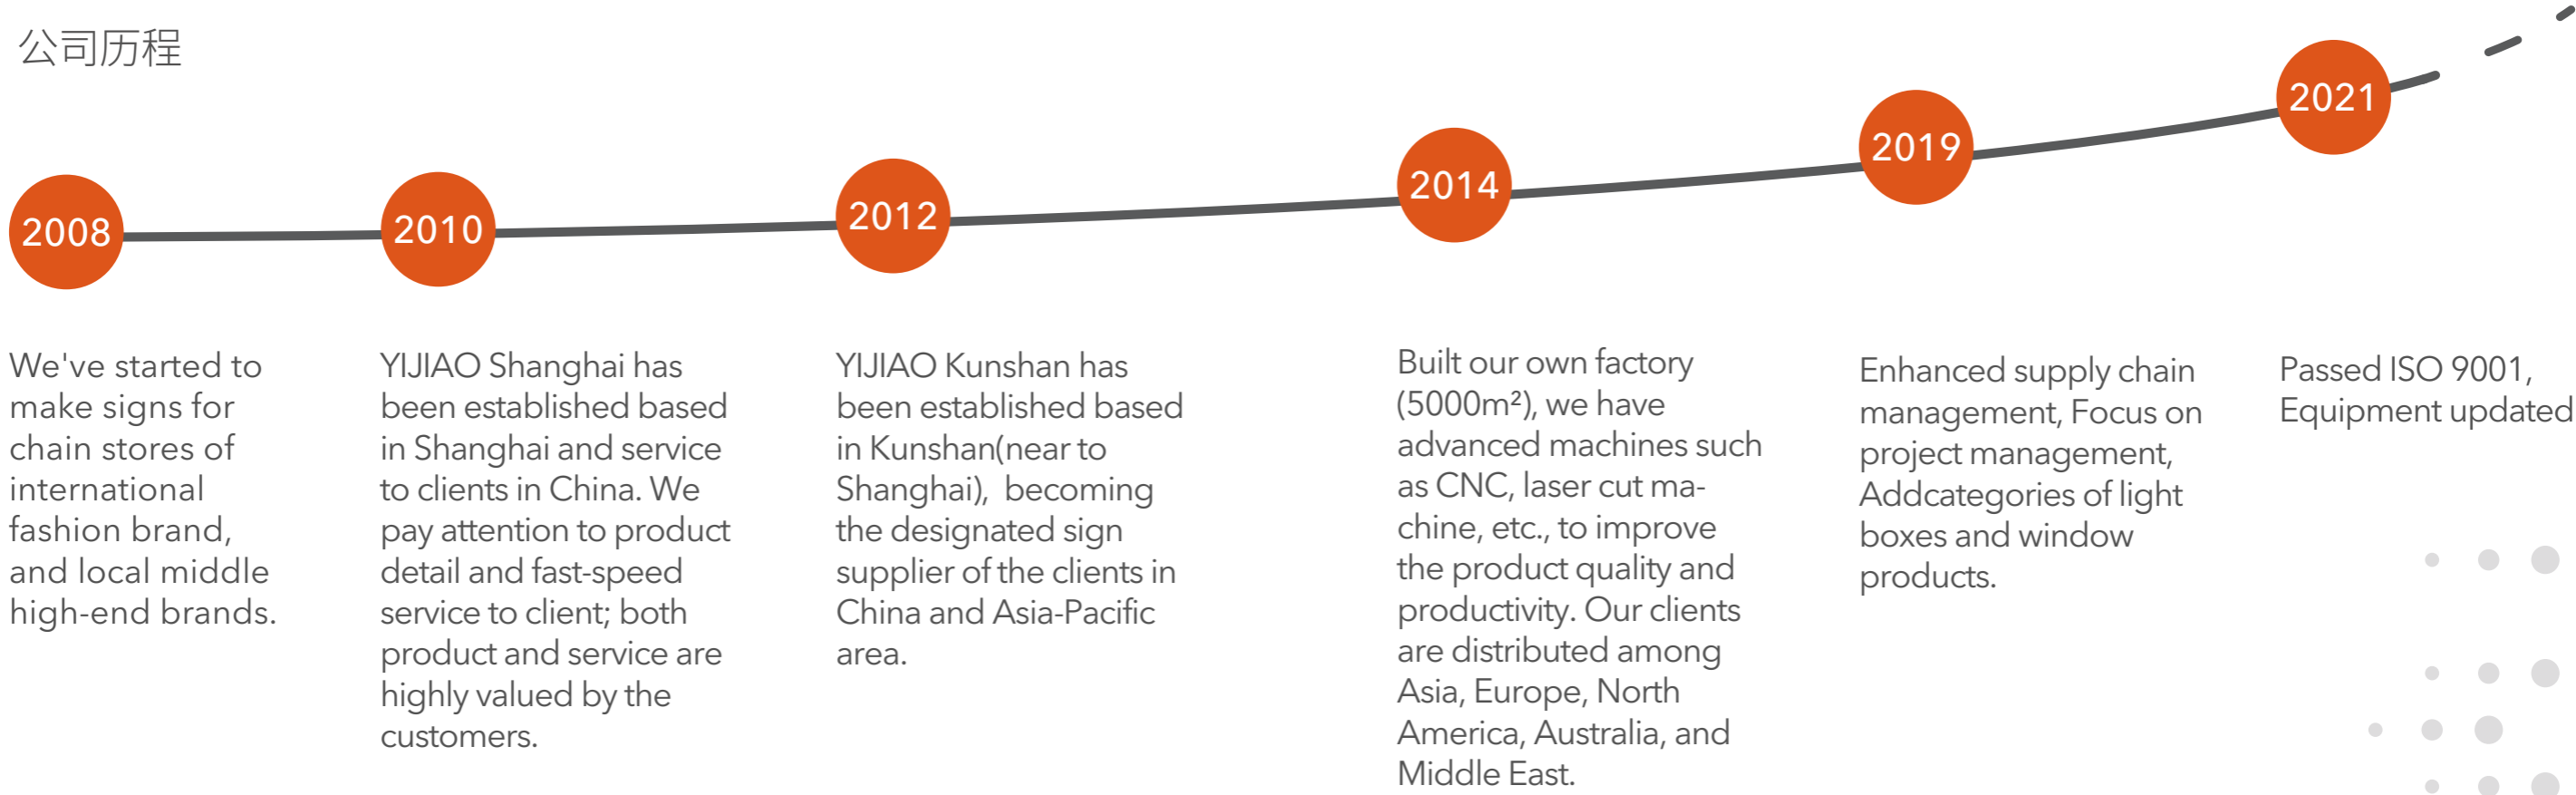 公司历程
2008
2010
2012
2014
2019
2021
We've started to
make signs for
chain stores of
international
fashion brand,
and local middle
high-end brands.
YIJIAO Shanghai has
been established based
in Shanghai and service
to clients in China. We
pay attention to product
detail and fast-speed
service to client; both
product and service are
highly valued by the
customers.
YIJIAO Kunshan has
been established based
in Kunshan(near to
Shanghai), becoming
the designated sign
supplier of the clients in
China and Asia-Pacific
area.
Built our own factory
(5000m²), we have
advanced machines such
as CNC, laser cut ma-
chine, etc., to improve
the product quality and
productivity. Our clients
are distributed among
Asia, Europe, North
America, Australia, and
Middle East.
Enhanced supply chain
management, Focus on
project management,
Addcategories of light
boxes and window
products.
Passed ISO 9001,
Equipment updated